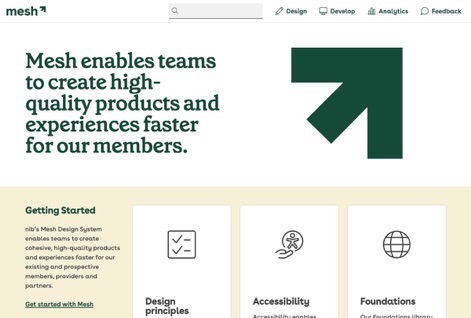 mesh
Design
Develop
Analytics
Feedback
Mesh enables teams
to create high-
quality products and
experiences faster
for our members.
Getting Started
nib's Mesh Design System
enables teams to create
cohesive, high-quality products
and experiences faster for our
existing and prospective
members, providers and
partners.
Get started with Mesh
Design
principles
Accessibility
Accessibility enables
Foundations
Our Foundations library